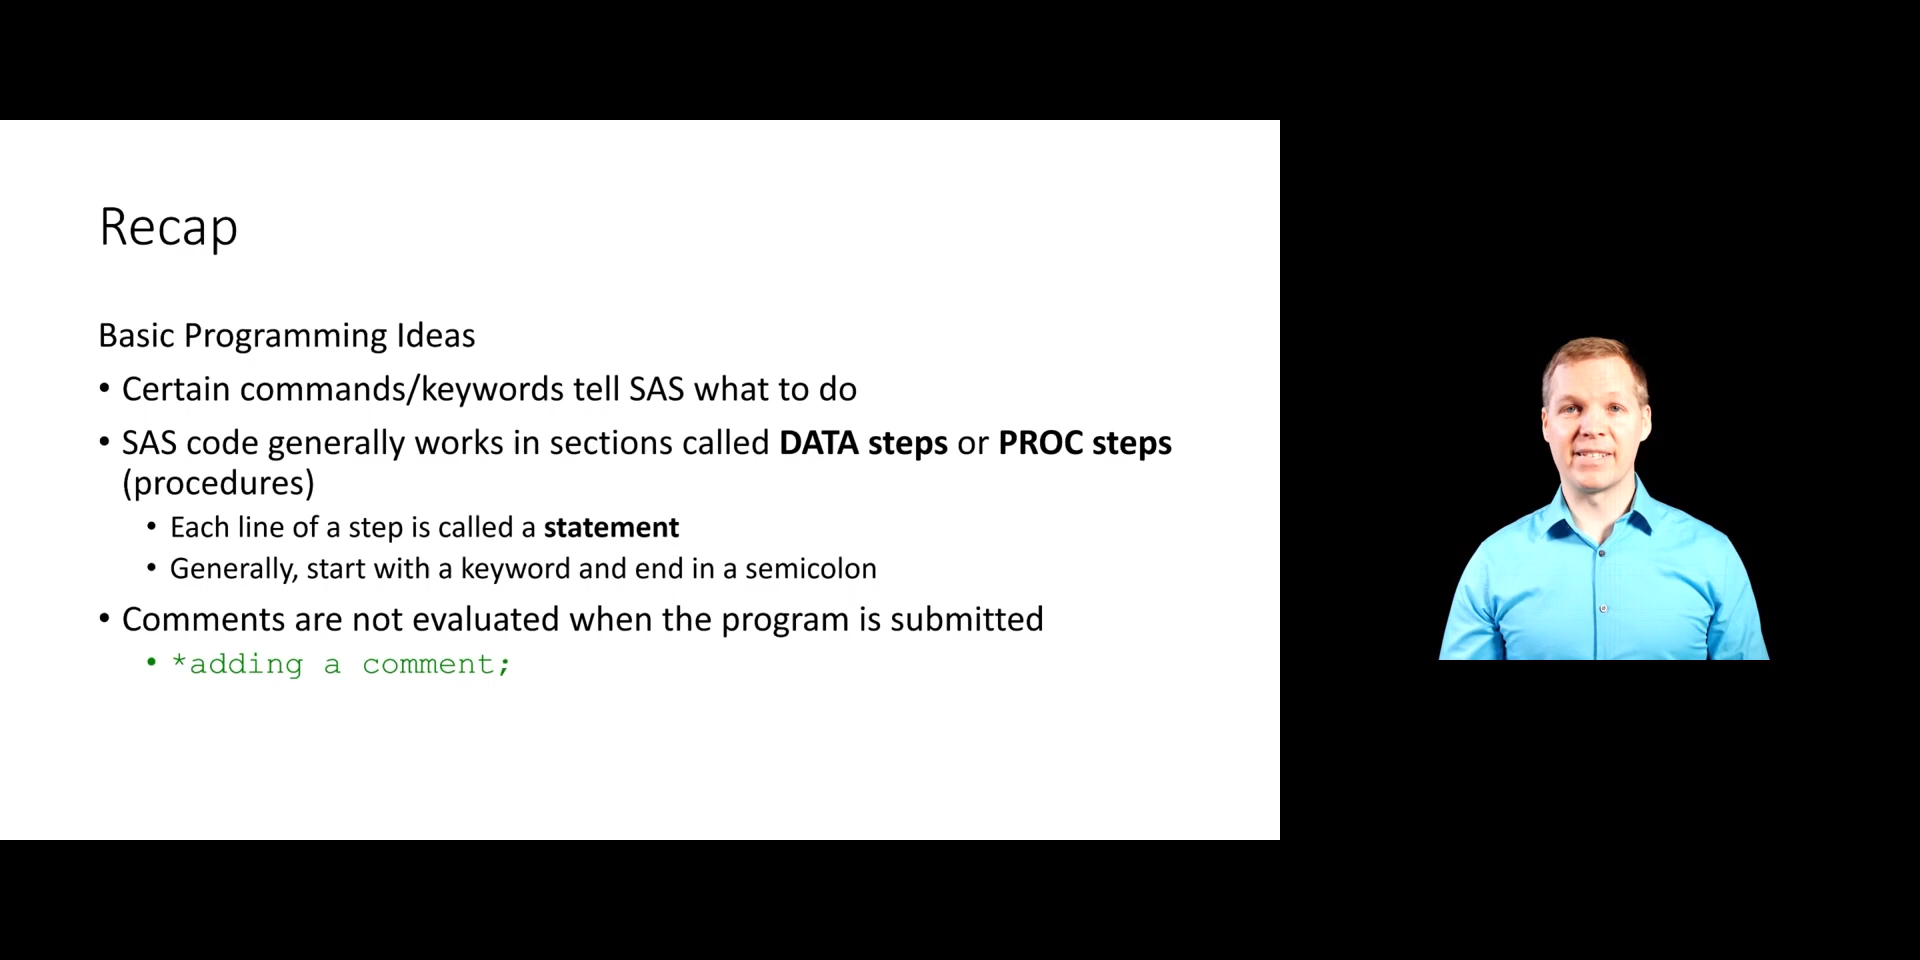 Recap
Basic Programming Ideas
• Certain commands/keywords tell SAS what to do
• SAS code generally works in sections called DATA steps or PROC steps
(procedures)
• Each line of a step is called a statement
• Generally, start with a keyword and end in a semicolon
• Comments are not evaluated when the program is submitted
• *adding a comment;